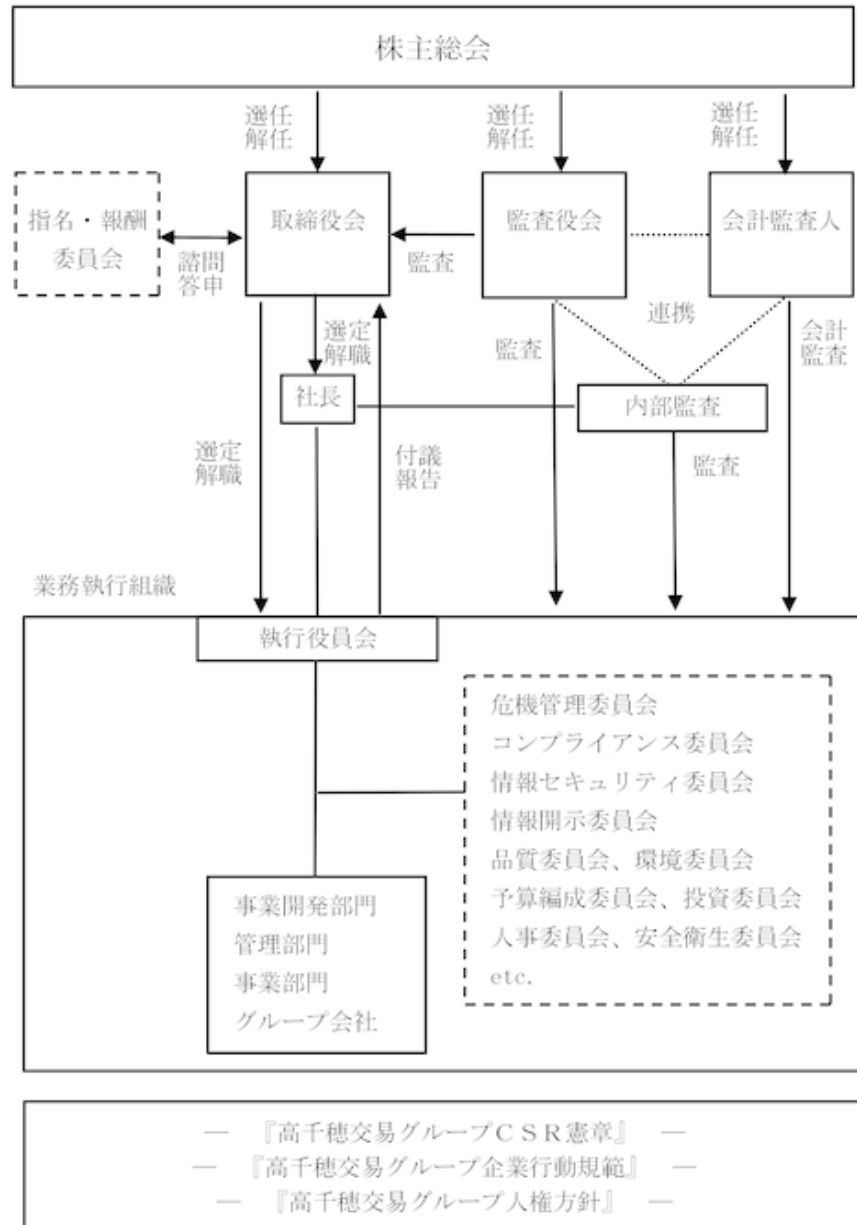 株主総会
選任
解任
選任
解任
選任
解任
指名・報酬
委員会
諮問
答申
取締役会
監査
監査役会
会計監査人
連携
選定
解職
監査
会計
監査
社長
内部監査
選定
解職
付議
報告
監査
業務執行組織
執行役員会
危機管理委員会
コンプライアンス委員会
情報セキュリティ委員会
情報開示委員会
品質委員会、環境委員会
予算編成委員会、投資委員会
人事委員会、安全衛生委員会
etc.
事業開発部門
管理部門
事業部門
グループ会社
― 『高千穂交易グループＣＳＲ憲章』 ―
― 『高千穂交易グループ企業行動規範』 ―
― 『高千穂交易グループ人権方針』 ―